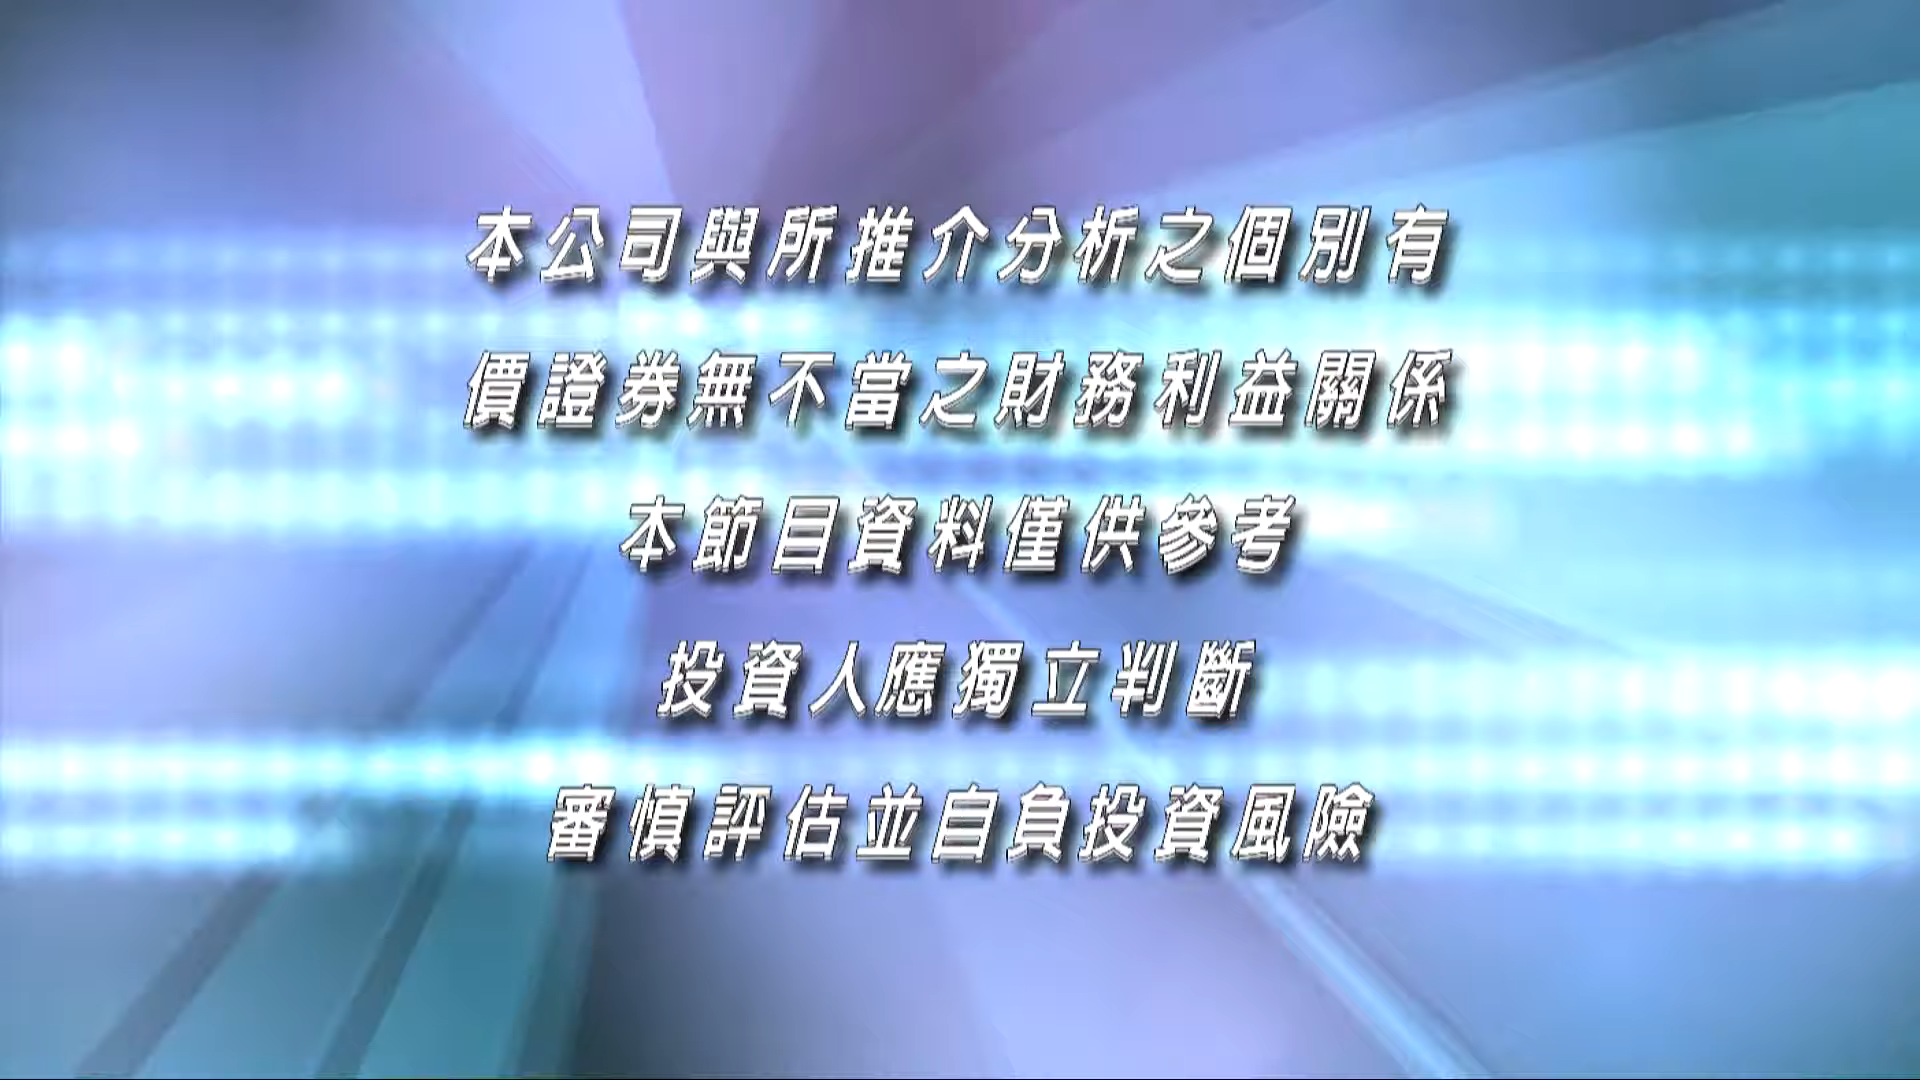 本公司與所推介分析之個別有
價證券無不當之財務利益關係
本節目資料僅供參考
投資人應獨立判斷
審慎評估並自負投資風險